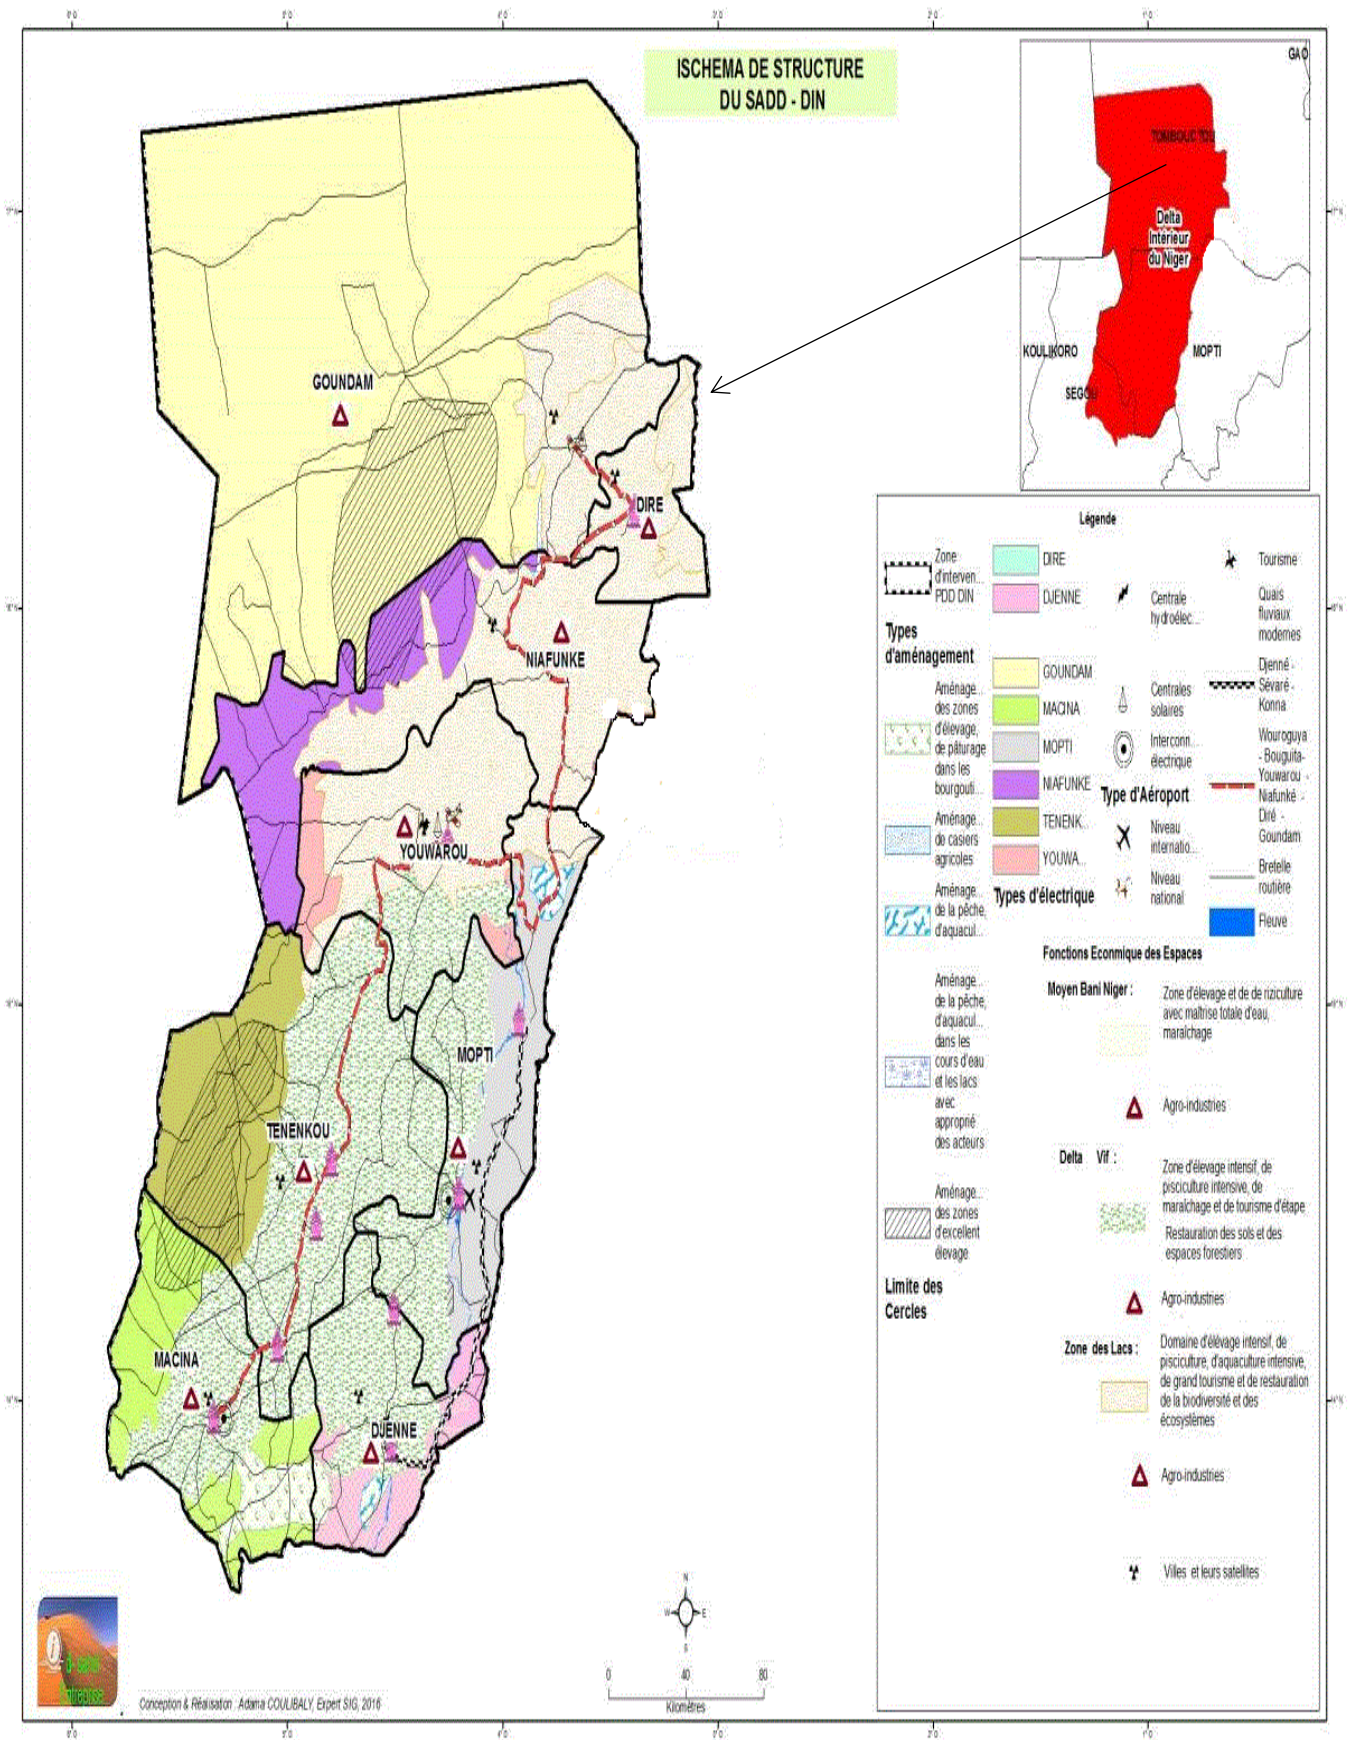 ISCHEMA DE STRUCTURE
DU SADD - DIN
GAO
TOMBOUCTOU
Delta
Intérieur
du Niger
KOULIKORO
MOPTI
SEGOU
GOUNDAM
DIRE
NIAFUNKE
YOUWAROU
MOPTI
TENENKOU
MACINA
DJENNE
Légende
Zone
d'interven...
PDD DIN
Types
d'aménagement
Aménage...
des zones
d'élevage,
de pâturage
dans les
bourgouti...
Aménage...
de casiers
agricoles
Aménage...
de la pêche,
d'aquacul...
Aménage...
de la pêche,
d'aquacul...
dans les
cours d'eau
et les lacs
avec
approprié
des acteurs
Aménage...
des zones
d'excellent
élevage
Limite des
Cercles
DIRE
DJENNE
GOUNDAM
MACINA
MOPTI
NIAFUNKE
TENENK...
YOUWA...
Types d'électrique
Centrale
hydroélec...
Centrales
solaires
Interconn...
électrique
Type d'Aéroport
Niveau
internatio...
Niveau
national
Tourisme
Quais
fluviaux
modernes
Djenné -
Sévaré -
Konna
Wouroguya
- Bouguita-
Youwarou -
Niafunké -
Diré -
Goundam
Bretelle
routière
Fleuve
Fonctions Econmique des Espaces
Moyen Bani Niger :
Zone d'élevage et de de riziculture
avec maîtrise totale d'eau,
maraîchage
Agro-industries
Delta Vif :
Zone d'élevage intensif, de
pisciculture intensive, de
maraîchage et de tourisme d'étape
Restauration des sols et des
espaces forestiers
Agro-industries
Zone des Lacs :
Domaine d'élevage intensif, de
pisciculture, d'aquaculture intensive,
de grand tourisme et de restauration
de la biodiversité et des
écosystèmes
Agro-industries
Villes et leurs satellites
N
W
E
S
0 40 80
Kilomètres
Entreprise
Conception & Réalisation : Adama COULIBALY, Expert SIG, 2016